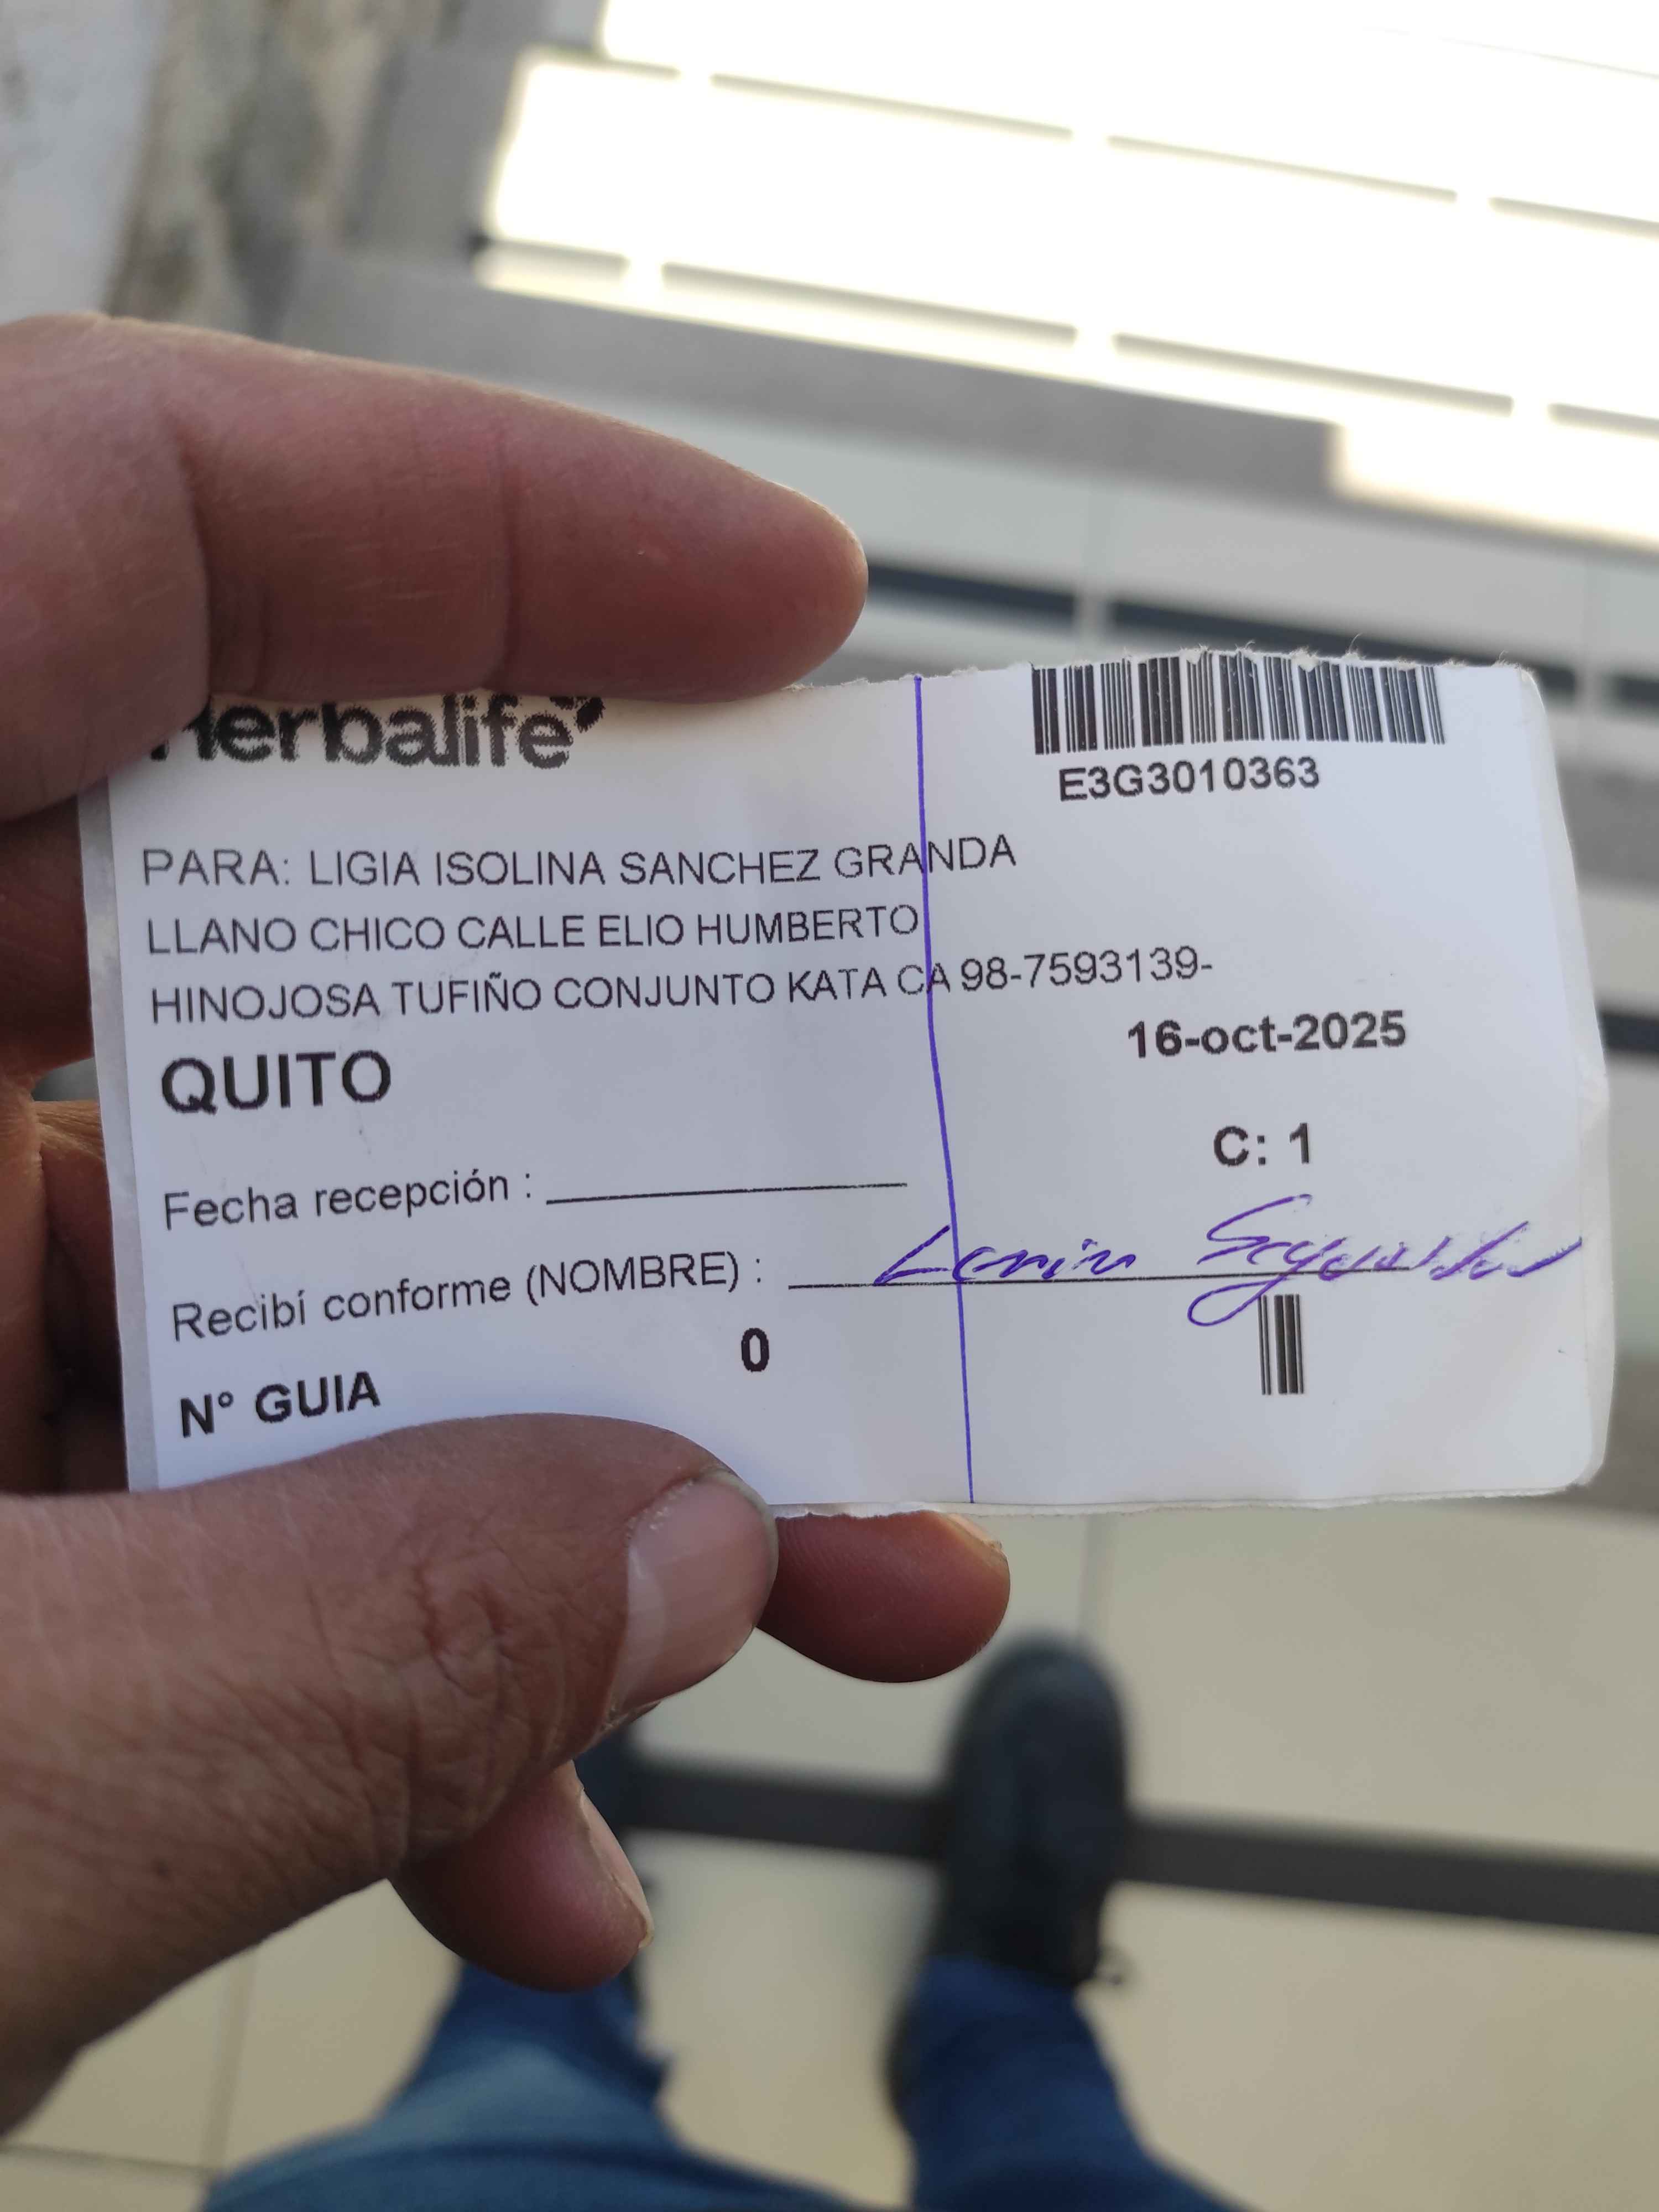 Herbalife
E3G3010363
PARA: LIGIA ISOLINA SANCHEZ GRANDA
LLANO CHICO CALLE ELIO HUMBERTO
HINOJOSA TUFIÑO CONJUNTO KATA CA 98-7593139-
16-oct-2025
QUITO
C: 1
Fecha recepción :
Recibí conforme (NOMBRE) : Lenin
0
N° GUIA